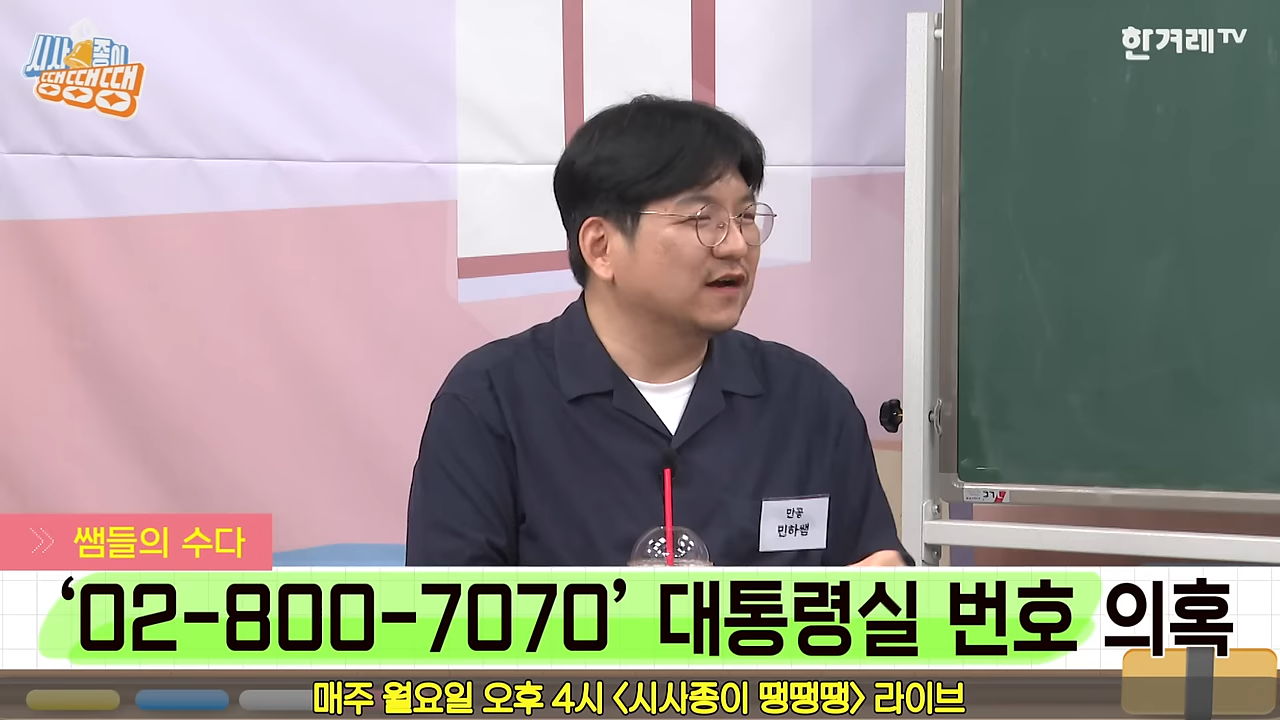 시사종이
땡땡땡
한겨레TV
만공
민하쌤
쌤들의 수다
‘02-800-7070’ 대통령실 번호 의혹
매주 월요일 오후 4시 <시사종이 땡땡땡> 라이브